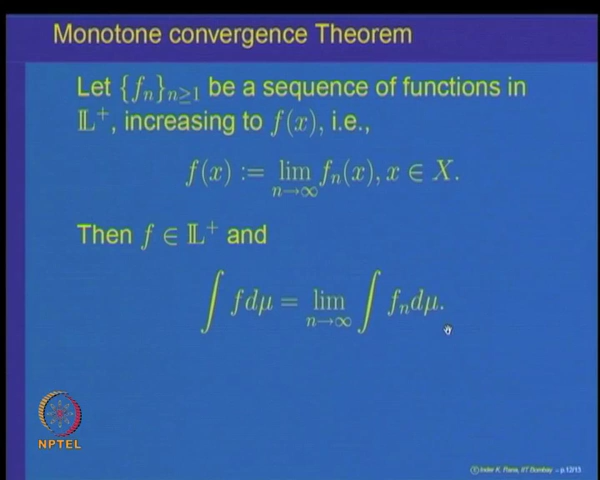 Monotone convergence Theorem
Let {f_n}_{n≥1} be a sequence of functions in
𝕃⁺, increasing to f(x), i.e.,
f(x) := lim_{n→∞} f_n(x), x ∈ X.
Then f ∈ 𝕃⁺ and
∫ f dμ = lim_{n→∞} ∫ f_n dμ.
NPTEL
© Inder K. Rana, IIT Bombay – p.12/13